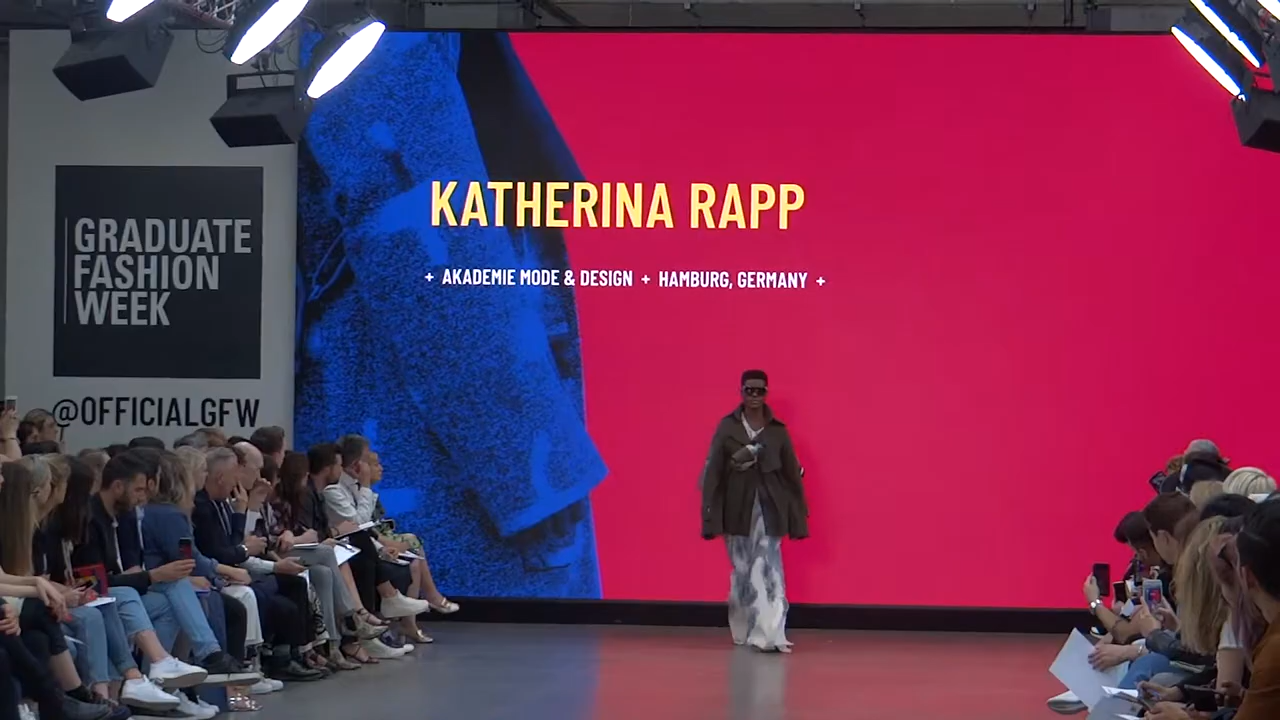 GRADUATE
FASHION
WEEK
@OFFICIALGFW
KATHERINA RAPP
+ AKADEMIE MODE & DESIGN + HAMBURG, GERMANY +